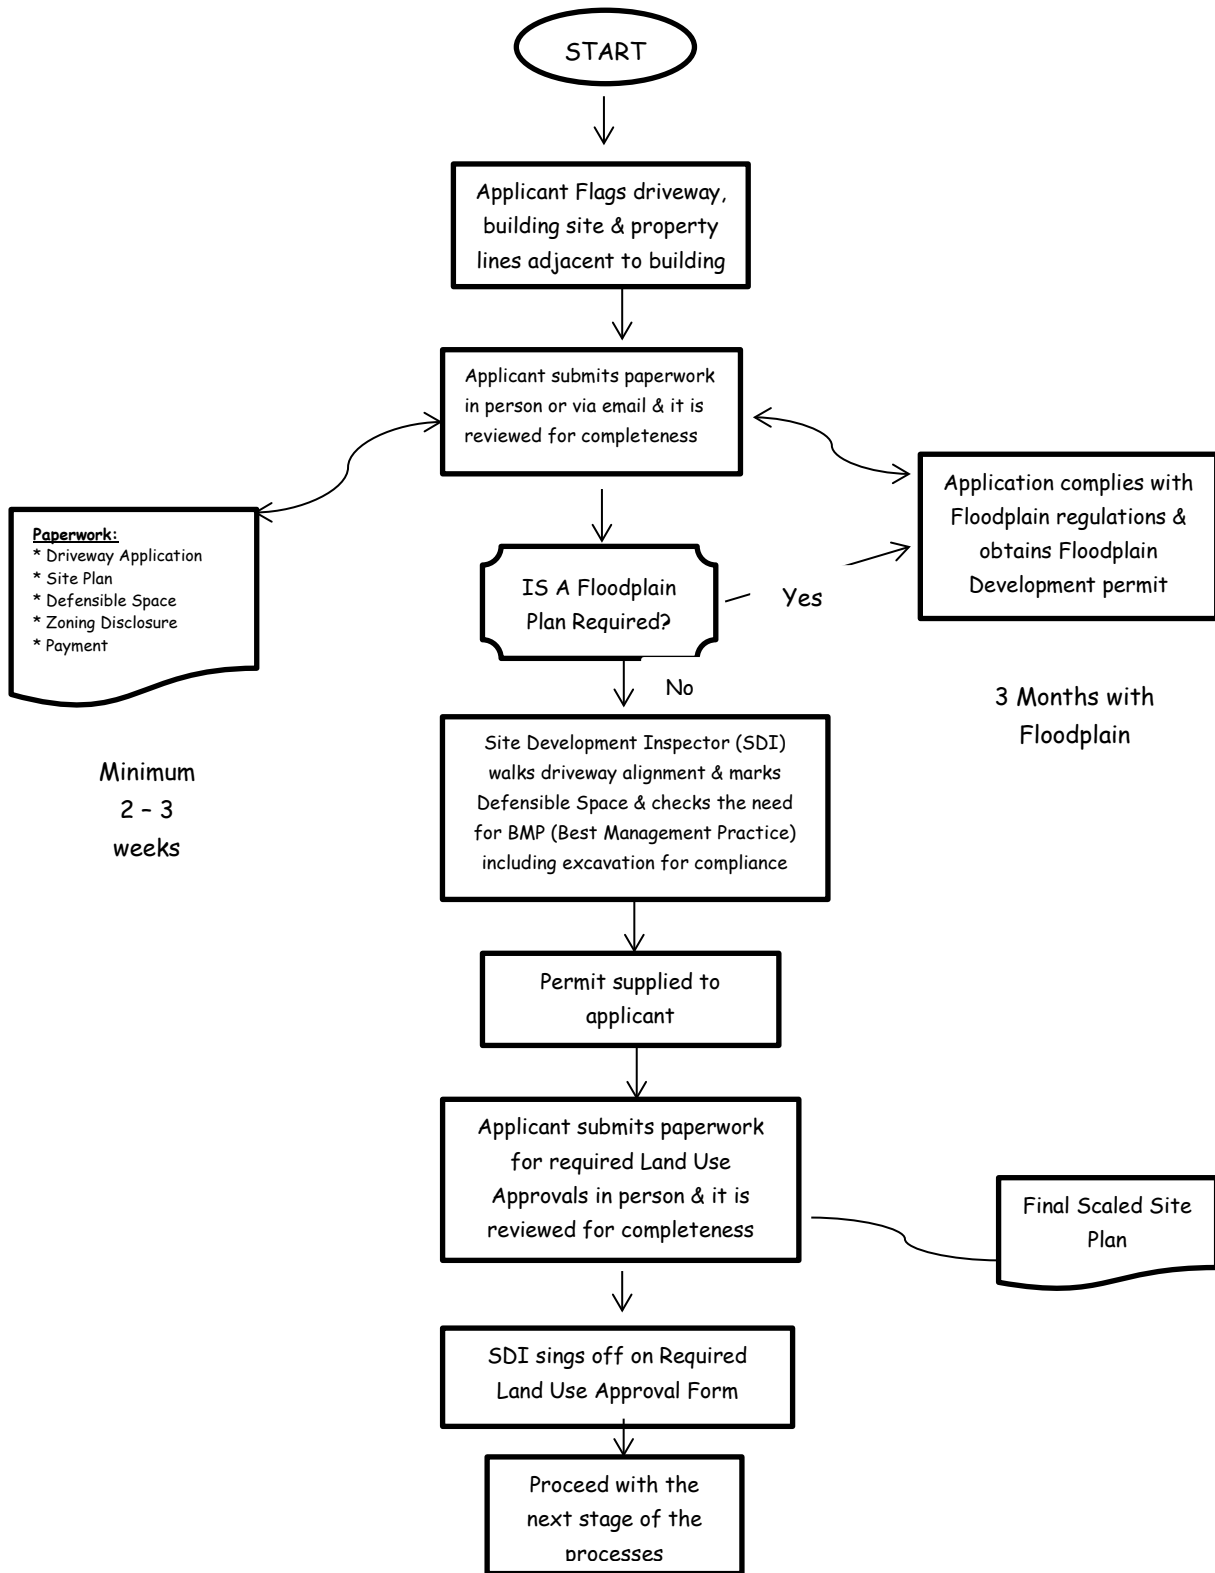 START
Applicant Flags driveway,
building site & property
lines adjacent to building
Applicant submits paperwork
in person or via email & it is
reviewed for completeness
Application complies with
Floodplain regulations &
obtains Floodplain
Development permit
Paperwork:
* Driveway Application
* Site Plan
* Defensible Space
* Zoning Disclosure
* Payment
IS A Floodplain
Plan Required?
Yes
No
3 Months with
Floodplain
Minimum
2 – 3
weeks
Site Development Inspector (SDI)
walks driveway alignment & marks
Defensible Space & checks the need
for BMP (Best Management Practice)
including excavation for compliance
Permit supplied to
applicant
Applicant submits paperwork
for required Land Use
Approvals in person & it is
reviewed for completeness
Final Scaled Site
Plan
SDI sings off on Required
Land Use Approval Form
Proceed with the
next stage of the
processes